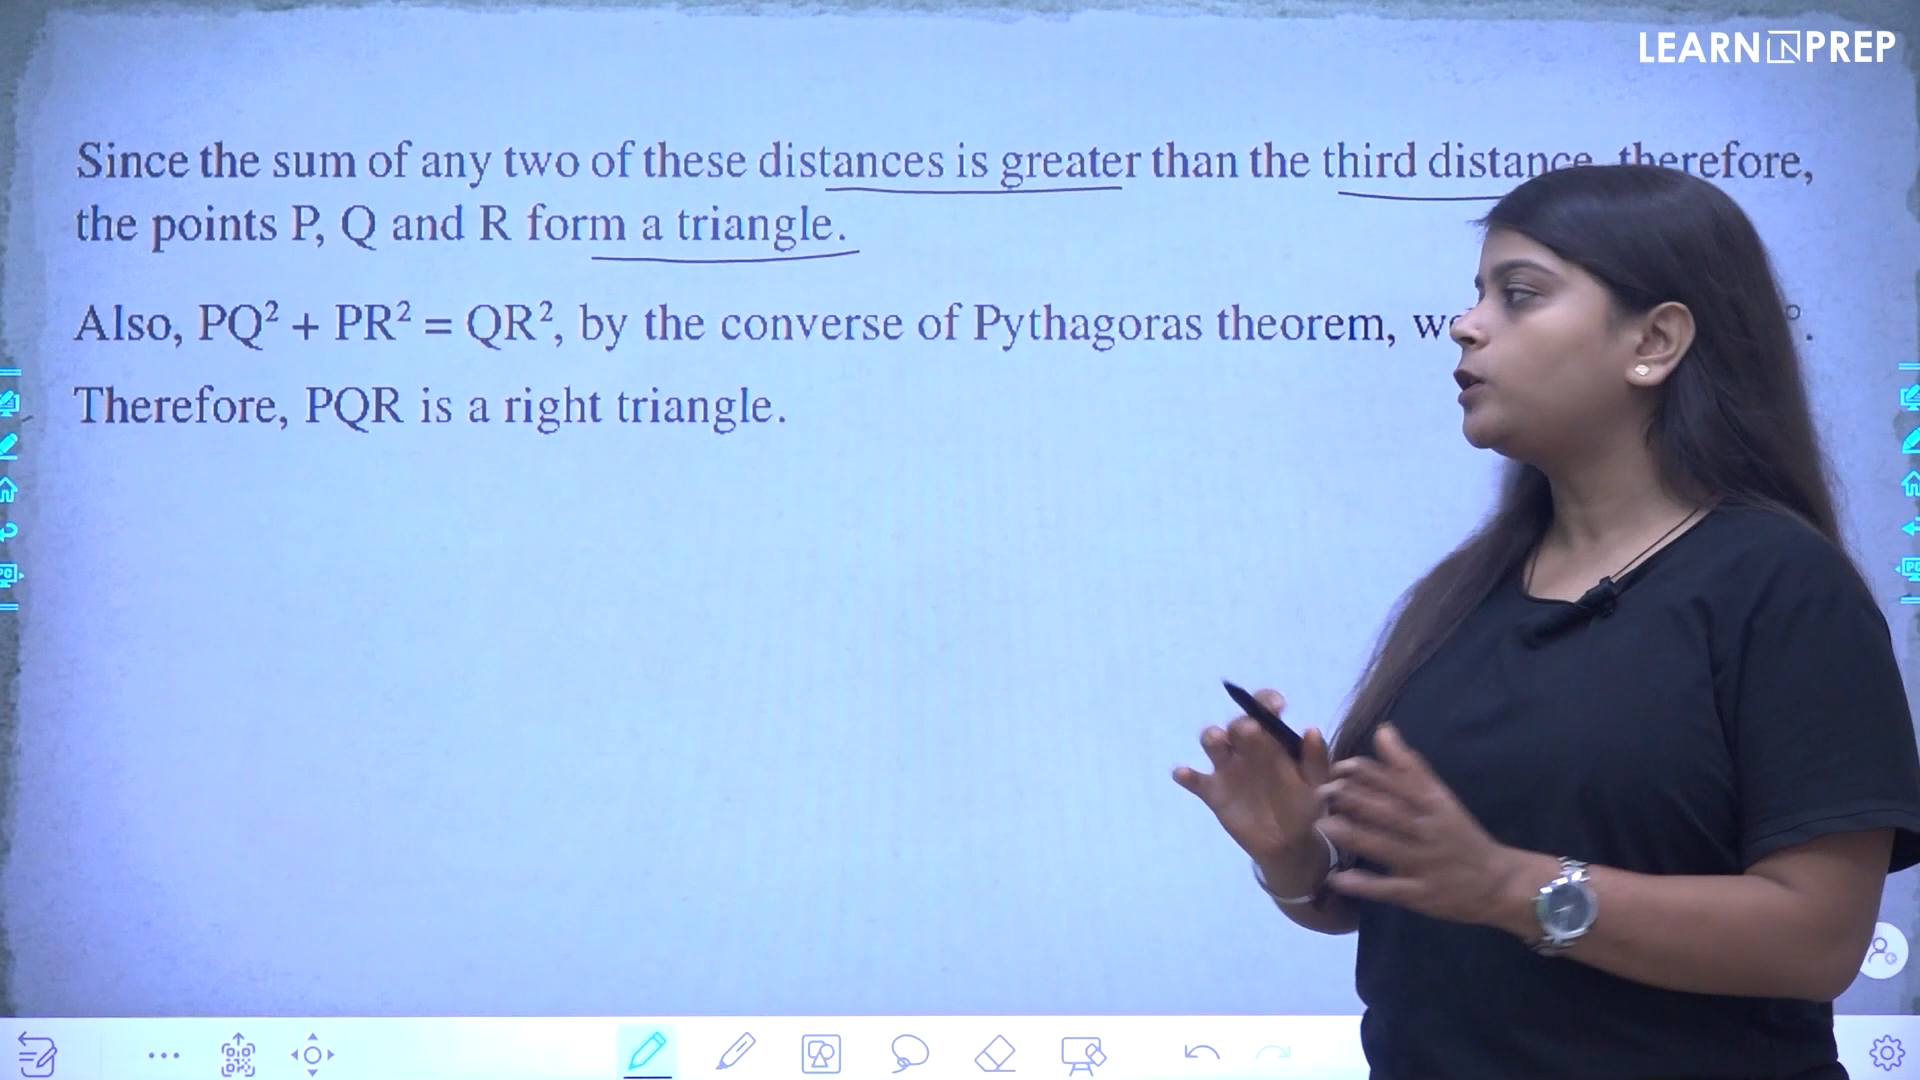 LEARN IN PREP
Since the sum of any two of these distances is greater than the third distance, therefore,
the points P, Q and R form a triangle.
Also, PQ² + PR² = QR², by the converse of Pythagoras theorem, we °.
Therefore, PQR is a right triangle.